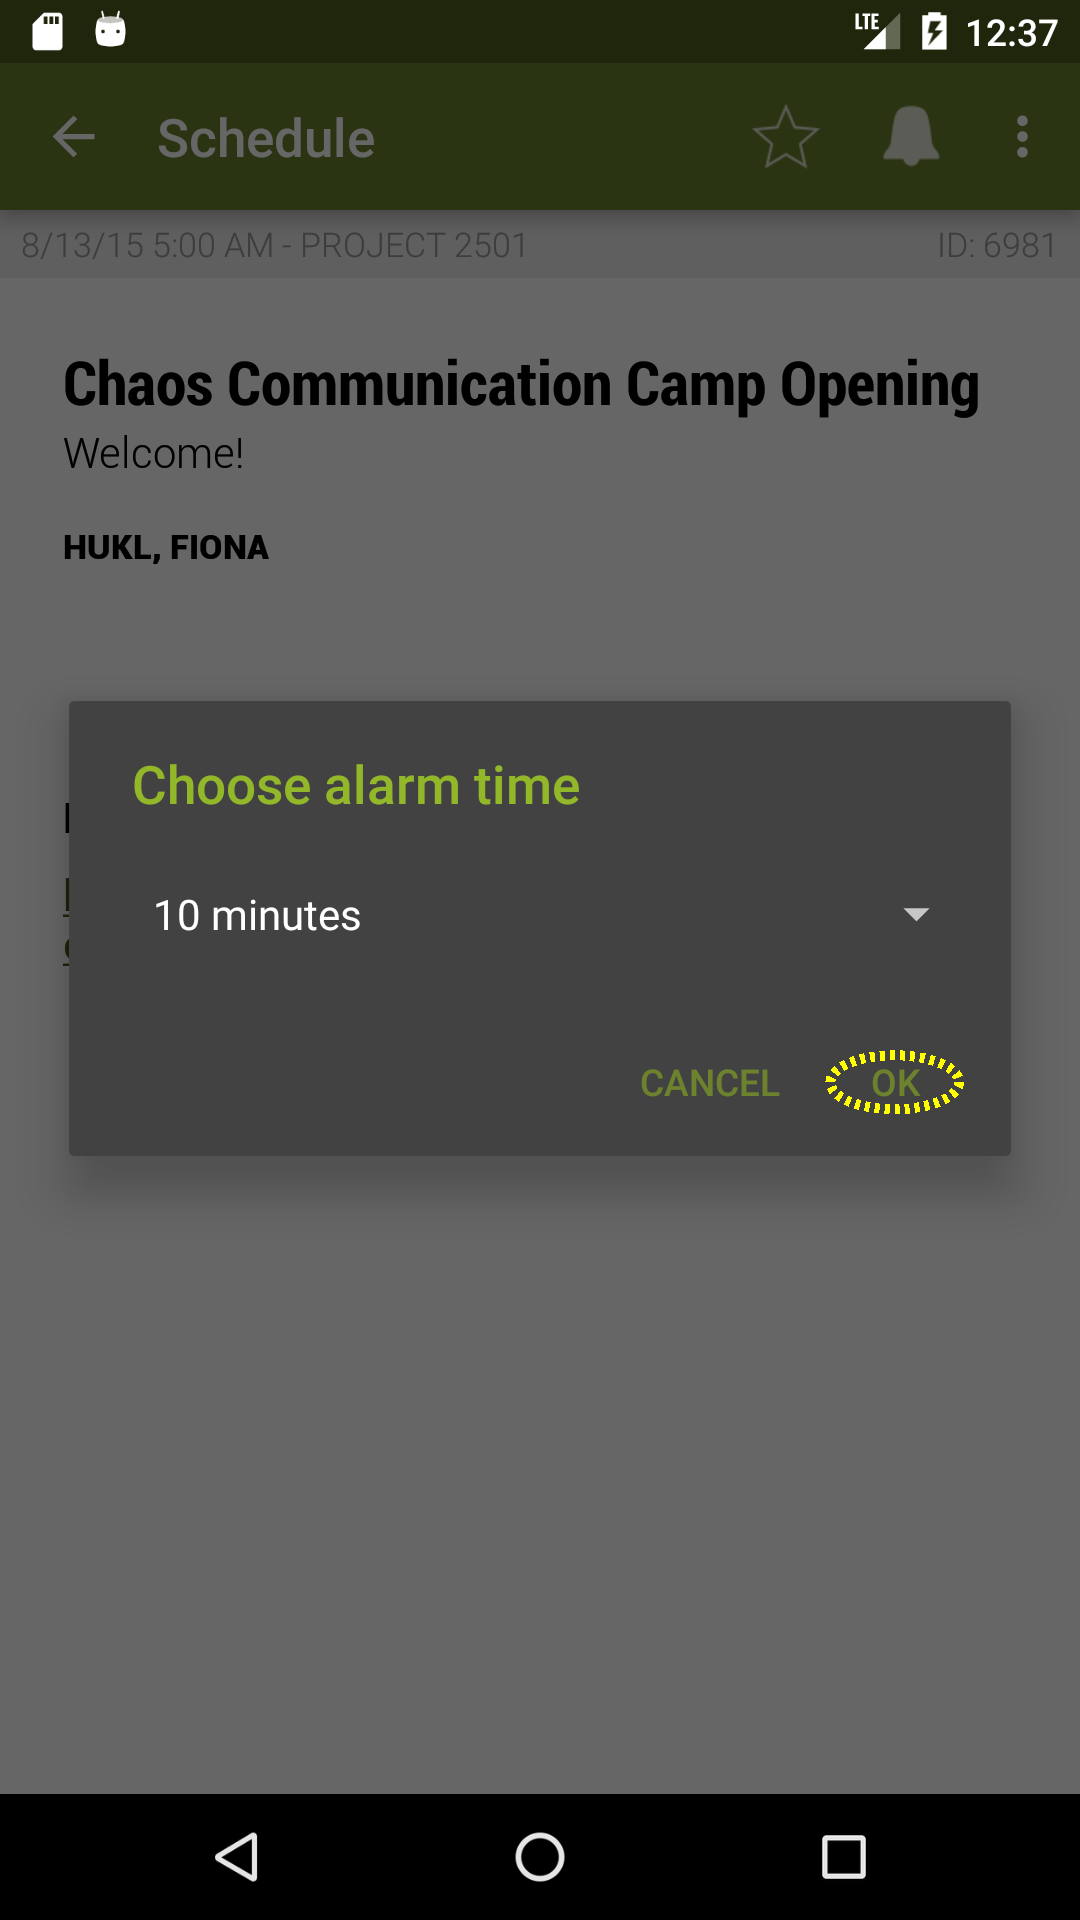 LTE 12:37
Schedule
8/13/15 5:00 AM - PROJECT 2501 ID: 6981
Chaos Communication Camp Opening
Welcome!
HUKL, FIONA
Choose alarm time
10 minutes
CANCEL OK